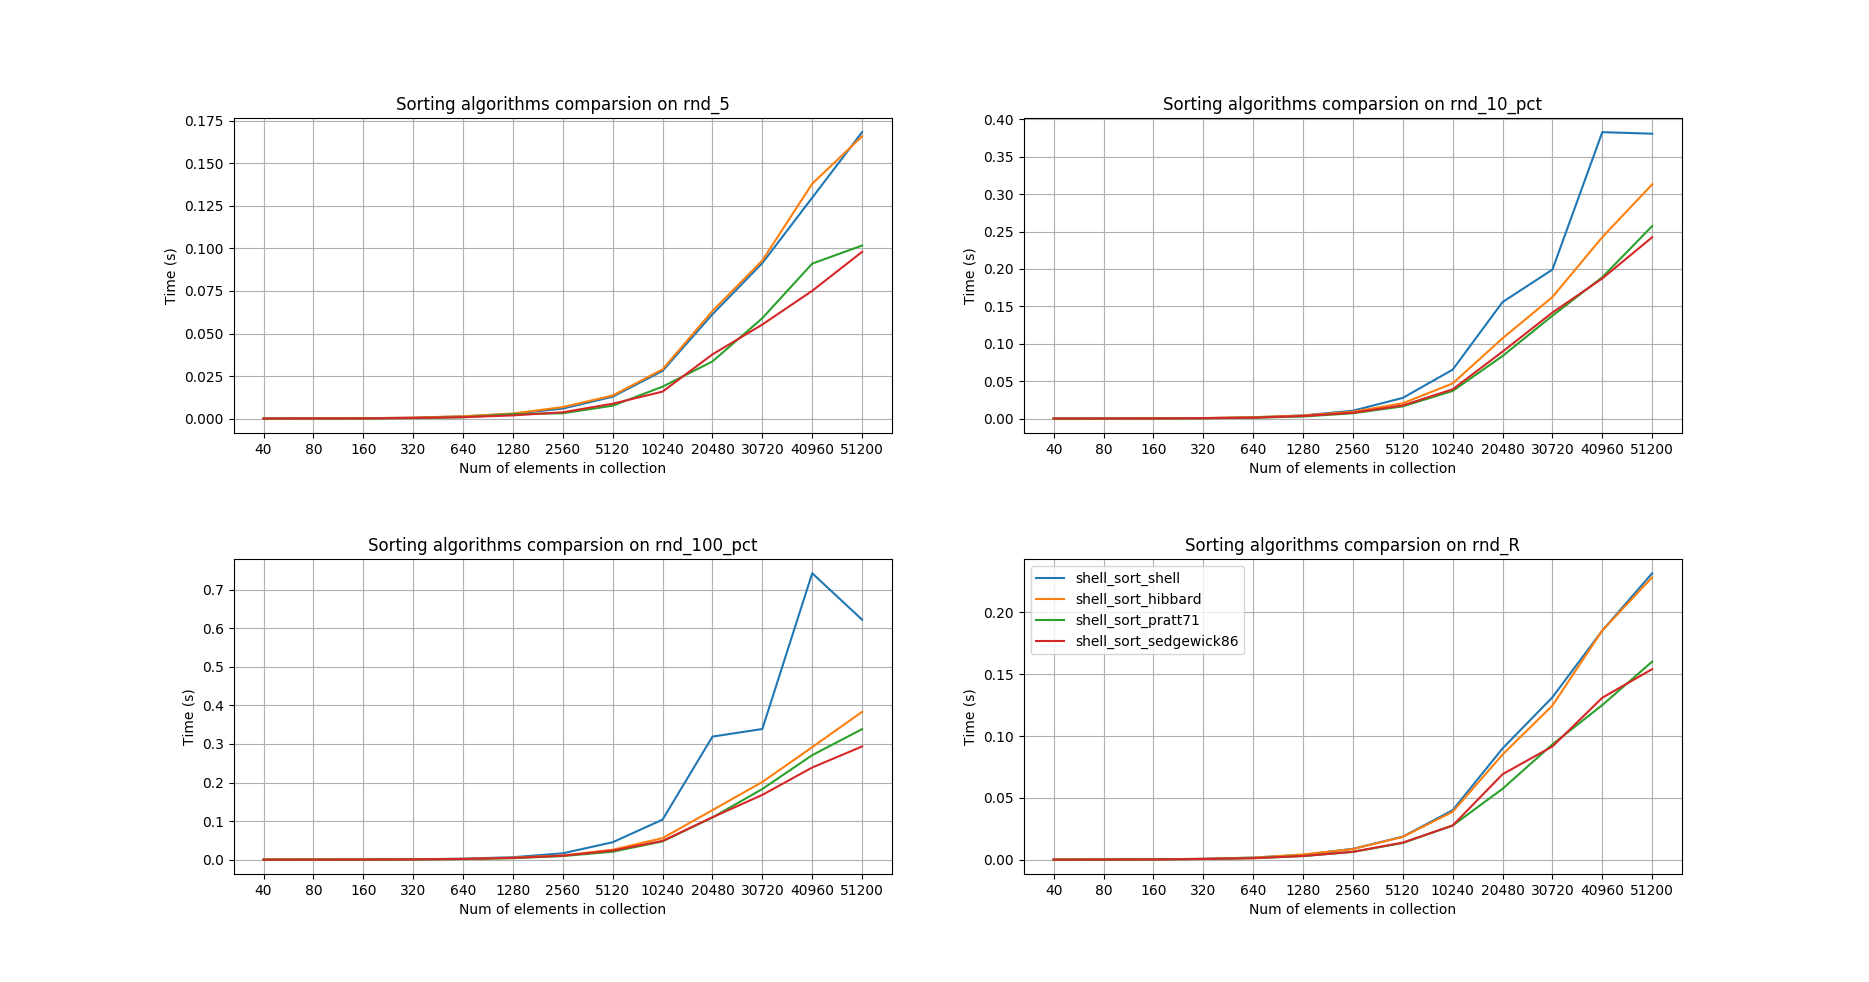 Sorting algorithms comparsion on rnd_5
0.175
0.150
0.125
0.100
0.075
0.050
0.025
0.000
Time (s)
40 80 160 320 640 1280 2560 5120 10240 20480 30720 40960 51200
Num of elements in collection
Sorting algorithms comparsion on rnd_10_pct
0.40
0.35
0.30
0.25
0.20
0.15
0.10
0.05
0.00
Time (s)
40 80 160 320 640 1280 2560 5120 10240 20480 30720 40960 51200
Num of elements in collection
Sorting algorithms comparsion on rnd_100_pct
0.7
0.6
0.5
0.4
0.3
0.2
0.1
0.0
Time (s)
40 80 160 320 640 1280 2560 5120 10240 20480 30720 40960 51200
Num of elements in collection
Sorting algorithms comparsion on rnd_R
shell_sort_shell
shell_sort_hibbard
shell_sort_pratt71
shell_sort_sedgewick86
0.20
0.15
0.10
0.05
0.00
Time (s)
40 80 160 320 640 1280 2560 5120 10240 20480 30720 40960 51200
Num of elements in collection